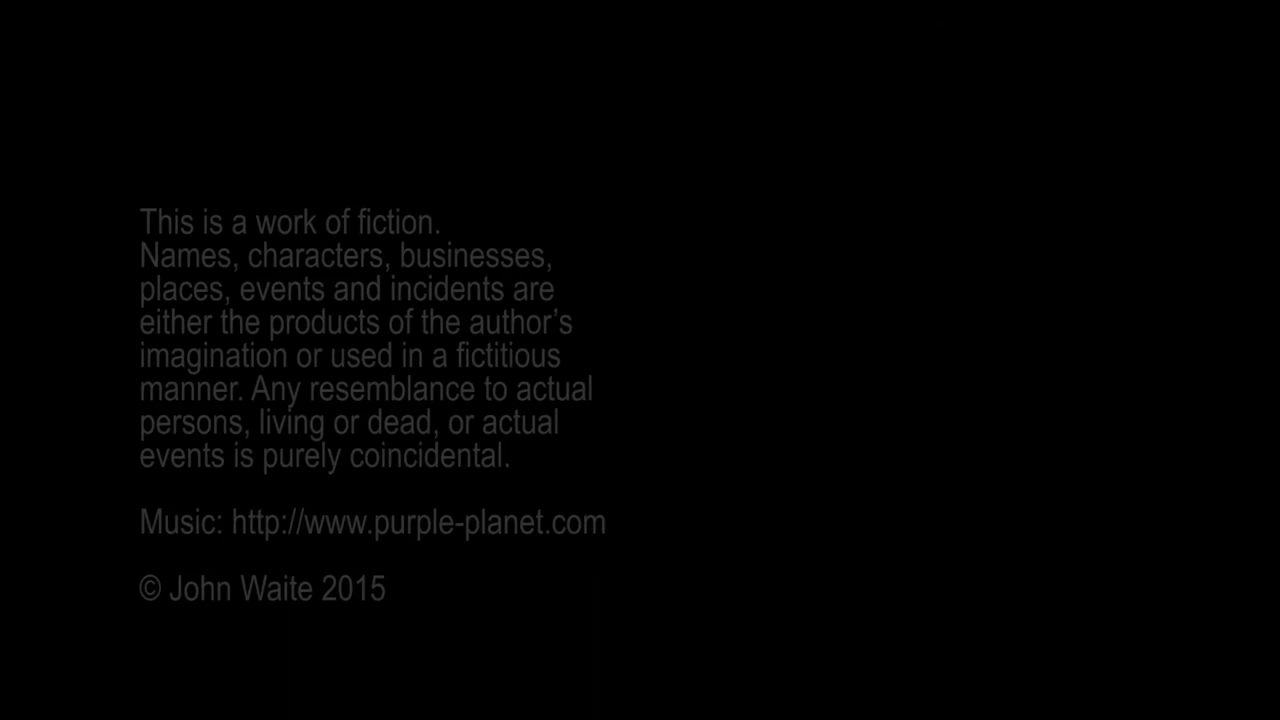 This is a work of fiction.
Names, characters, businesses,
places, events and incidents are
either the products of the author’s
imagination or used in a fictitious
manner. Any resemblance to actual
persons, living or dead, or actual
events is purely coincidental.
Music: http://www.purple-planet.com
© John Waite 2015